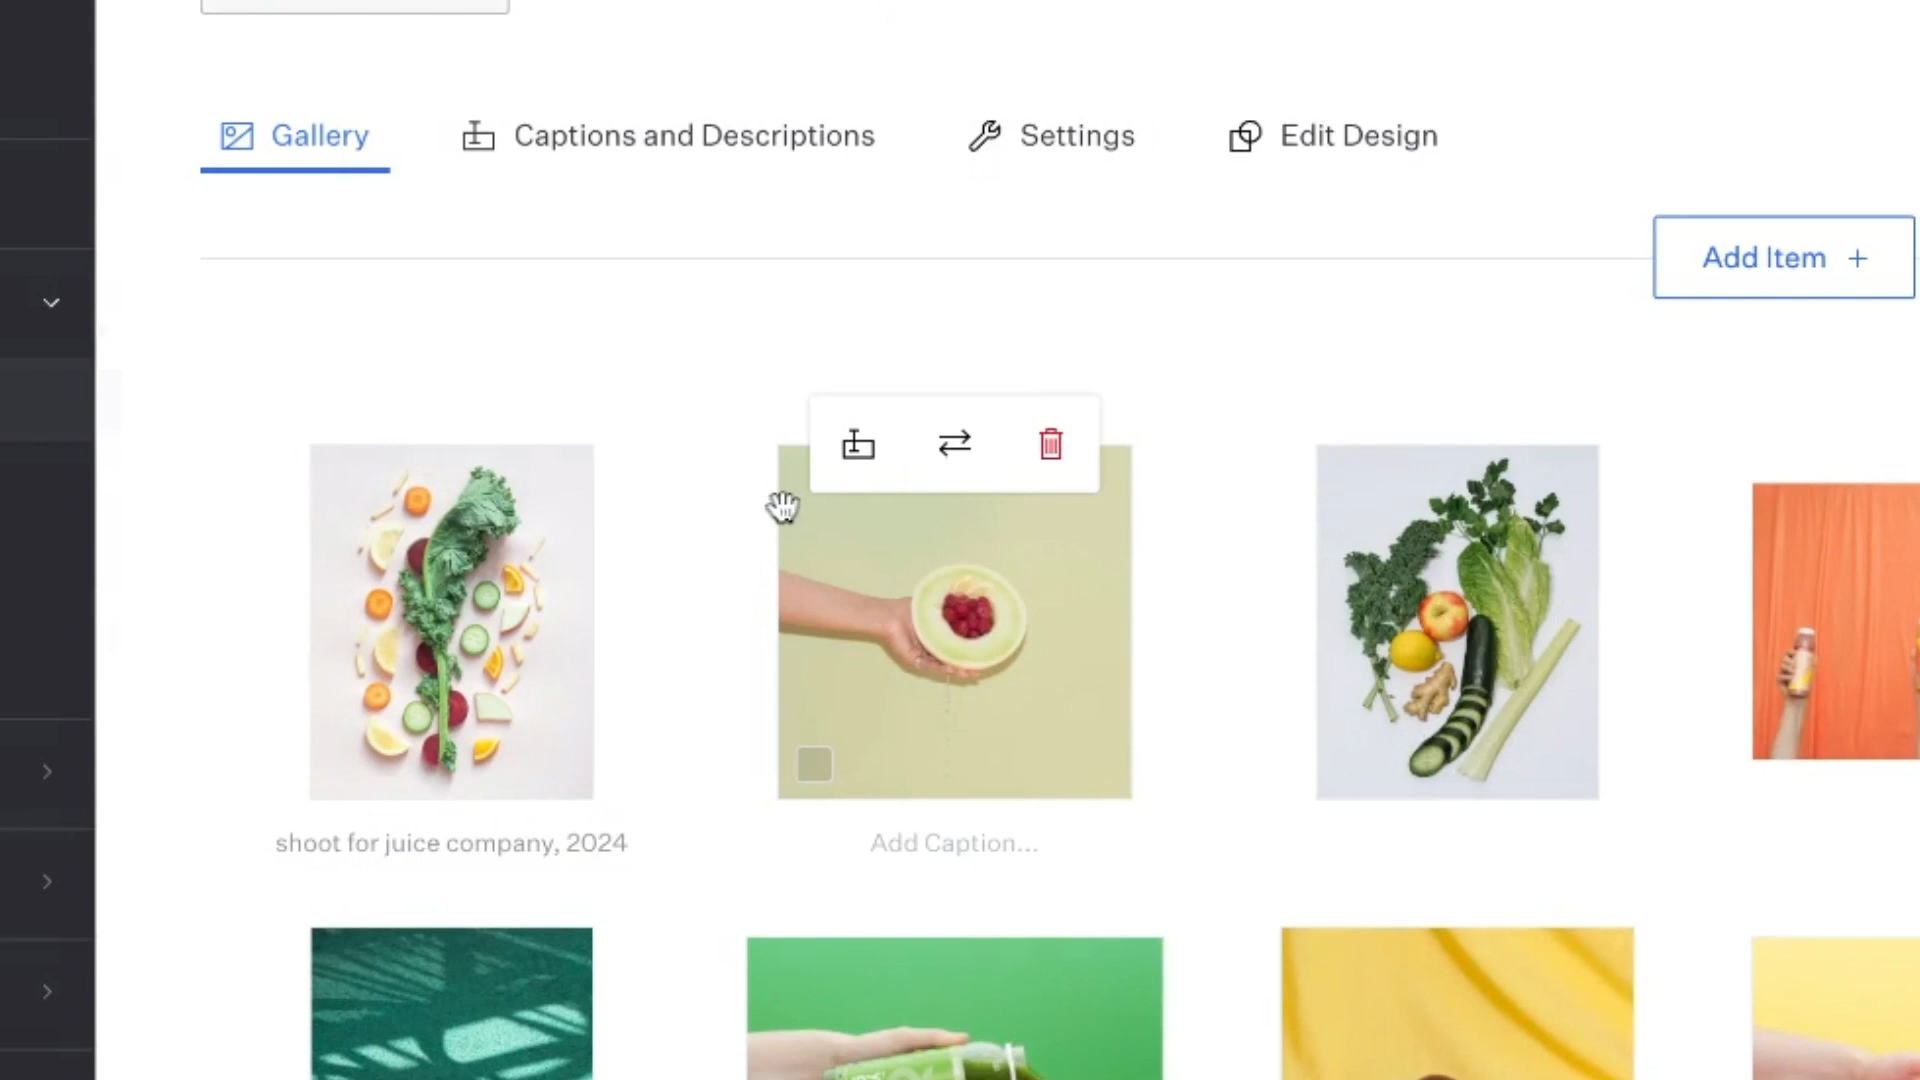 Gallery
Captions and Descriptions
Settings
Edit Design
Add Item +
shoot for juice company, 2024
Add Caption...